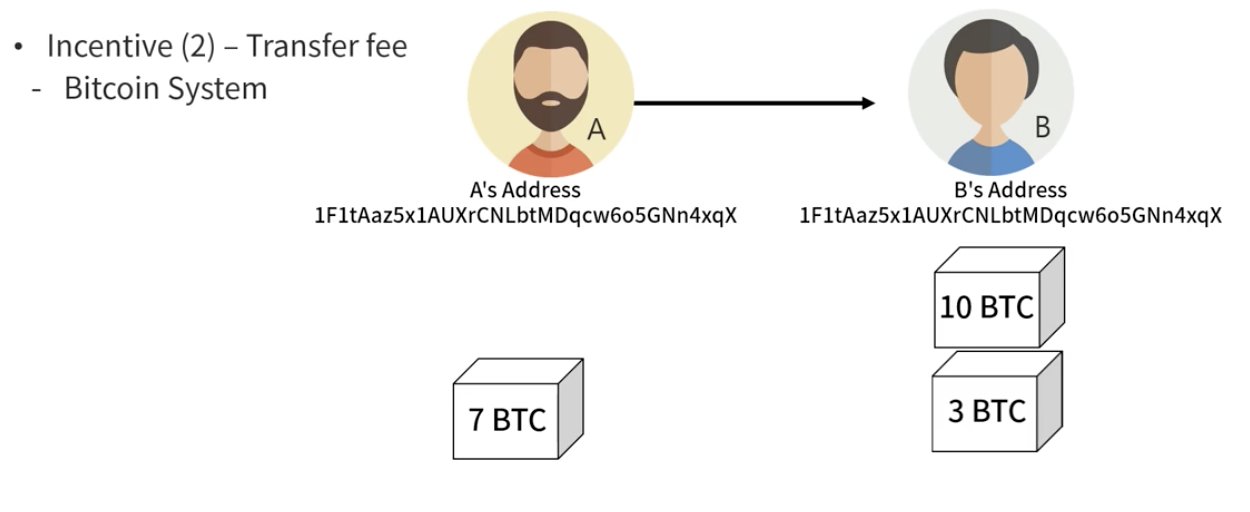 • Incentive (2) – Transfer fee
- Bitcoin System
A
B
A's Address
1F1tAaz5x1AUXrCNLbtMDqcw6o5GNn4xqX
B's Address
1F1tAaz5x1AUXrCNLbtMDqcw6o5GNn4xqX
10 BTC
3 BTC
7 BTC